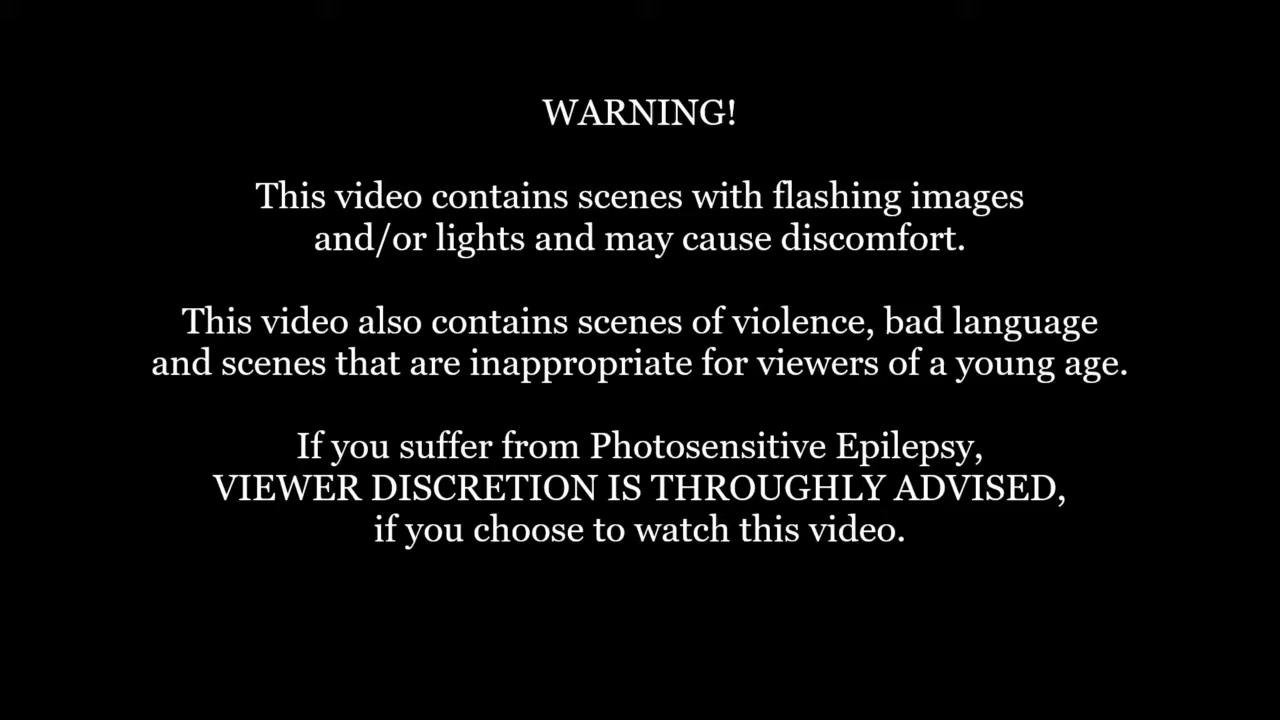 WARNING!
This video contains scenes with flashing images
and/or lights and may cause discomfort.
This video also contains scenes of violence, bad language
and scenes that are inappropriate for viewers of a young age.
If you suffer from Photosensitive Epilepsy,
VIEWER DISCRETION IS THROUGHLY ADVISED,
if you choose to watch this video.